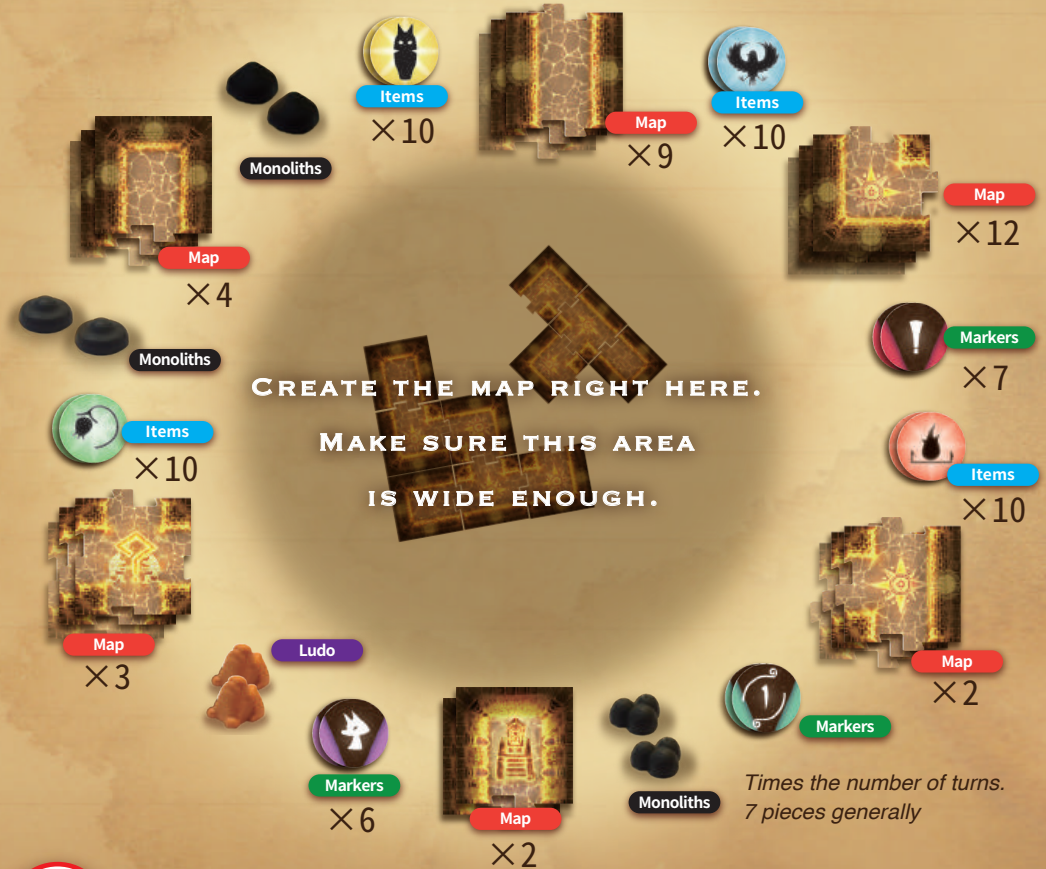 Items
×10
Map
×9
Items
×10
Monoliths
Map
×12
Map
×4
Markers
×7
Monoliths
CREATE THE MAP RIGHT HERE.
MAKE SURE THIS AREA
IS WIDE ENOUGH.
Items
×10
Items
×10
Map
×3
Ludo
Map
×2
Markers
Markers
×6
Map
×2
Monoliths
Times the number of turns.
7 pieces generally
1
!